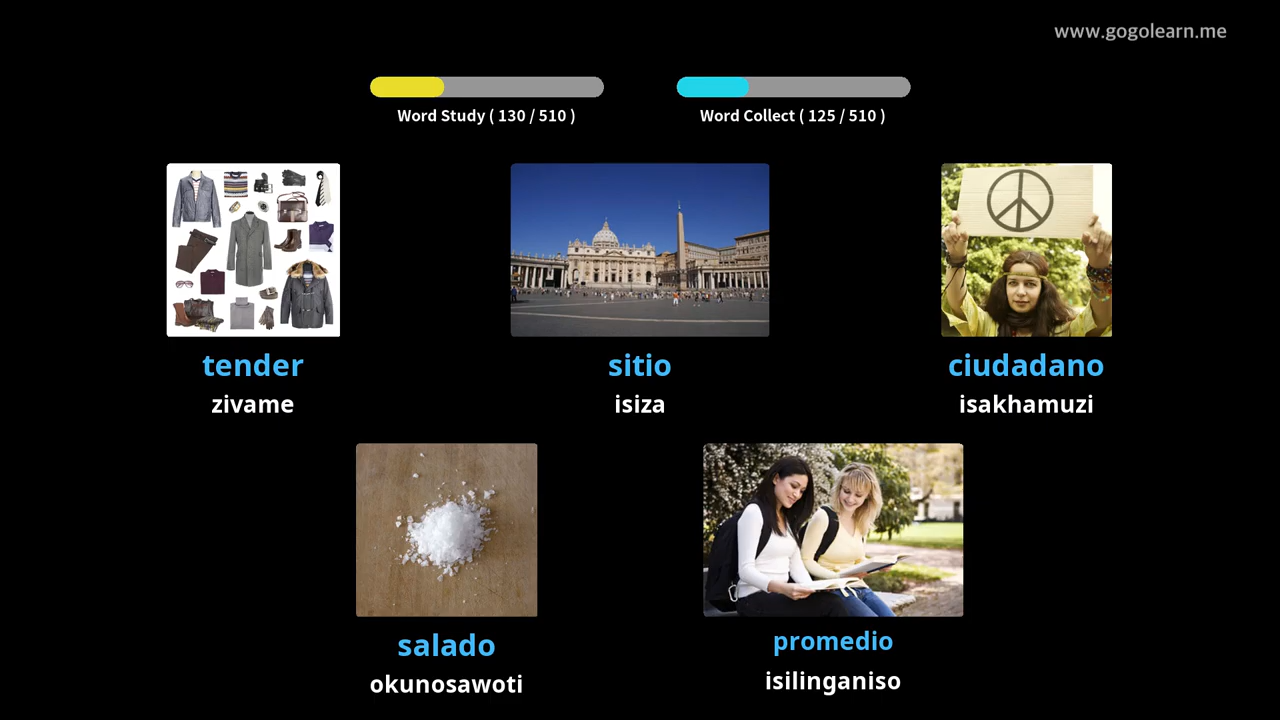 www.gogolearn.me
Word Study ( 130 / 510 )
Word Collect ( 125 / 510 )
tender
zivame
sitio
isiza
ciudadano
isakhamuzi
salado
okunosawoti
promedio
isilinganiso